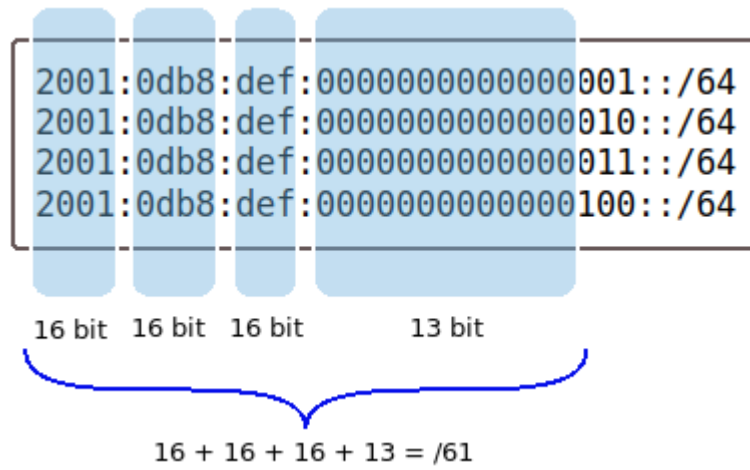 2001:0db8:def:0000000000000001::/64
2001:0db8:def:0000000000000010::/64
2001:0db8:def:0000000000000011::/64
2001:0db8:def:0000000000000100::/64
16 bit 16 bit 16 bit 13 bit
16 + 16 + 16 + 13 = /61